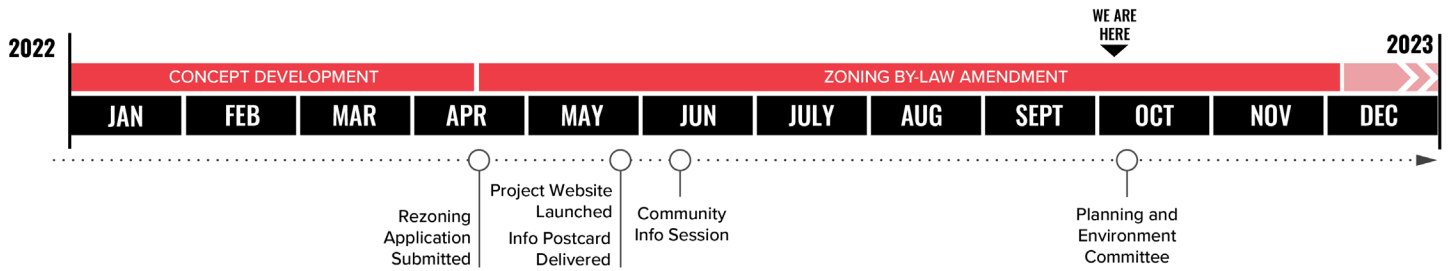 WE ARE
HERE
2022
2023
CONCEPT DEVELOPMENT
ZONING BY-LAW AMENDMENT
JAN
FEB
MAR
APR
MAY
JUN
JULY
AUG
SEPT
OCT
NOV
DEC
Rezoning
Application
Submitted
Project Website
Launched
Info Postcard
Delivered
Community
Info Session
Planning and
Environment
Committee